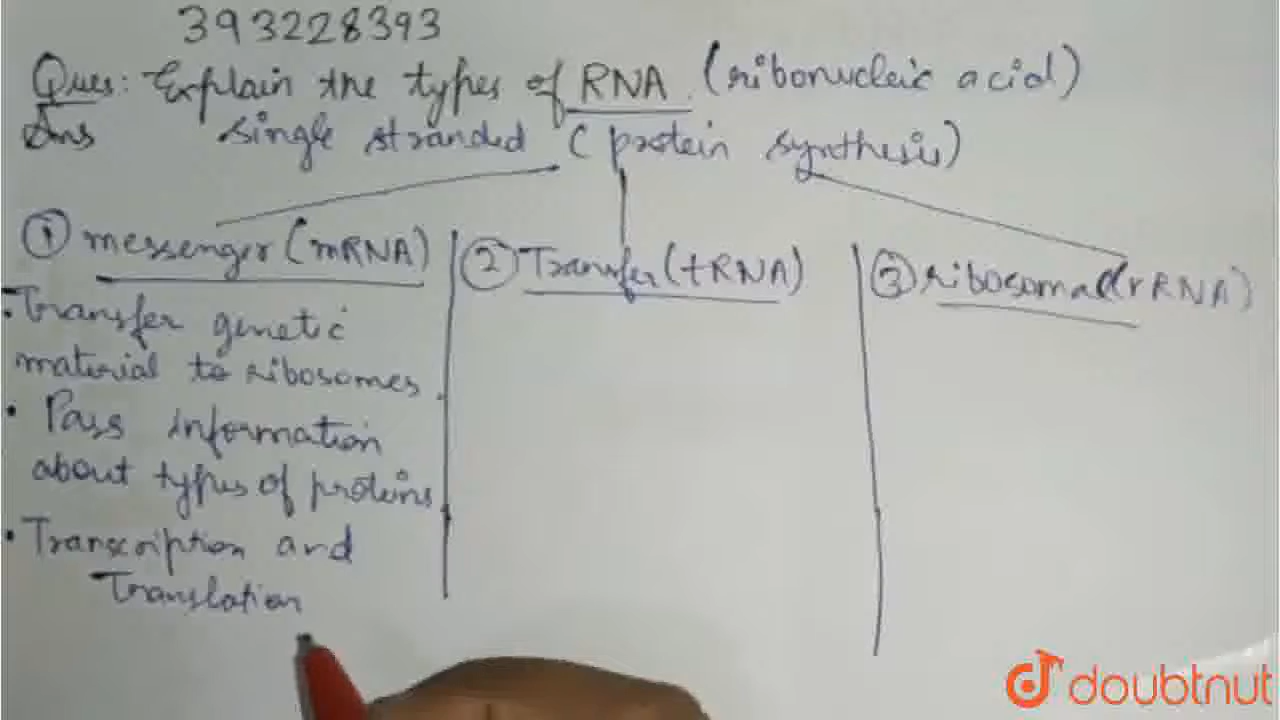 393228393
Ques: Explain the types of RNA (ribonucleic acid)
Ans single stranded (protein synthesis)
① messenger (mRNA)
• Transfer genetic
material to ribosomes.
• Pass information
about types of proteins
• Transcription and
Translation
② Transfer (tRNA)
③ ribosomal (rRNA)
doubtnut